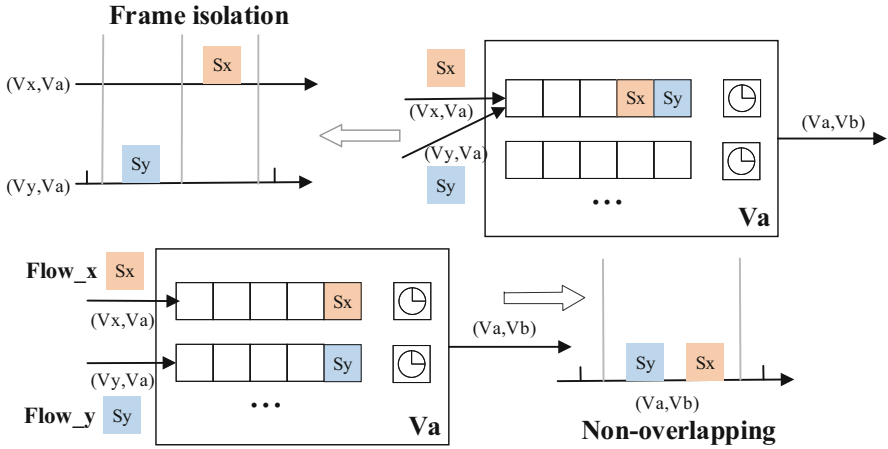 Frame isolation
Sx
(Vx,Va)
Sy
(Vy,Va)
Sx
(Vx,Va)
(Vy,Va)
Sy
Sx Sy
...
Va
(Va,Vb)
Flow_x Sx
(Vx,Va)
(Vy,Va)
Flow_y Sy
Sx
Sy
...
Va
(Va,Vb)
Sy Sx
(Va,Vb)
Non-overlapping